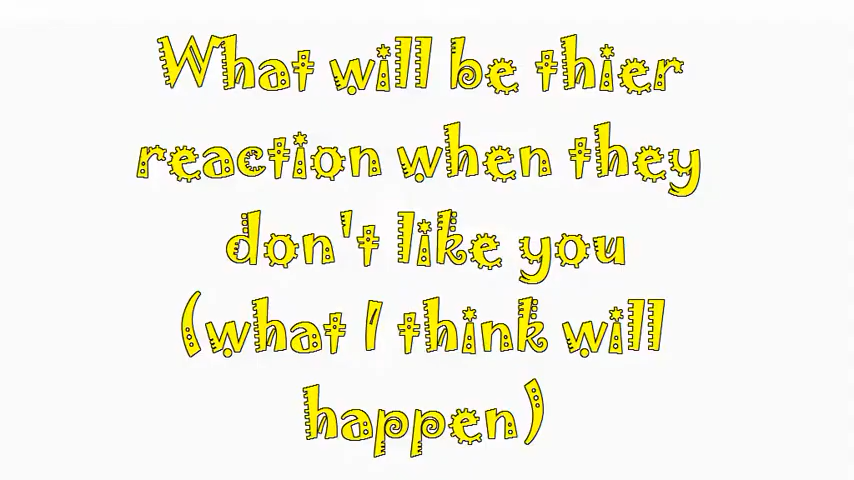 What will be thier
reaction when they
don't like you
(what I think will
happen)